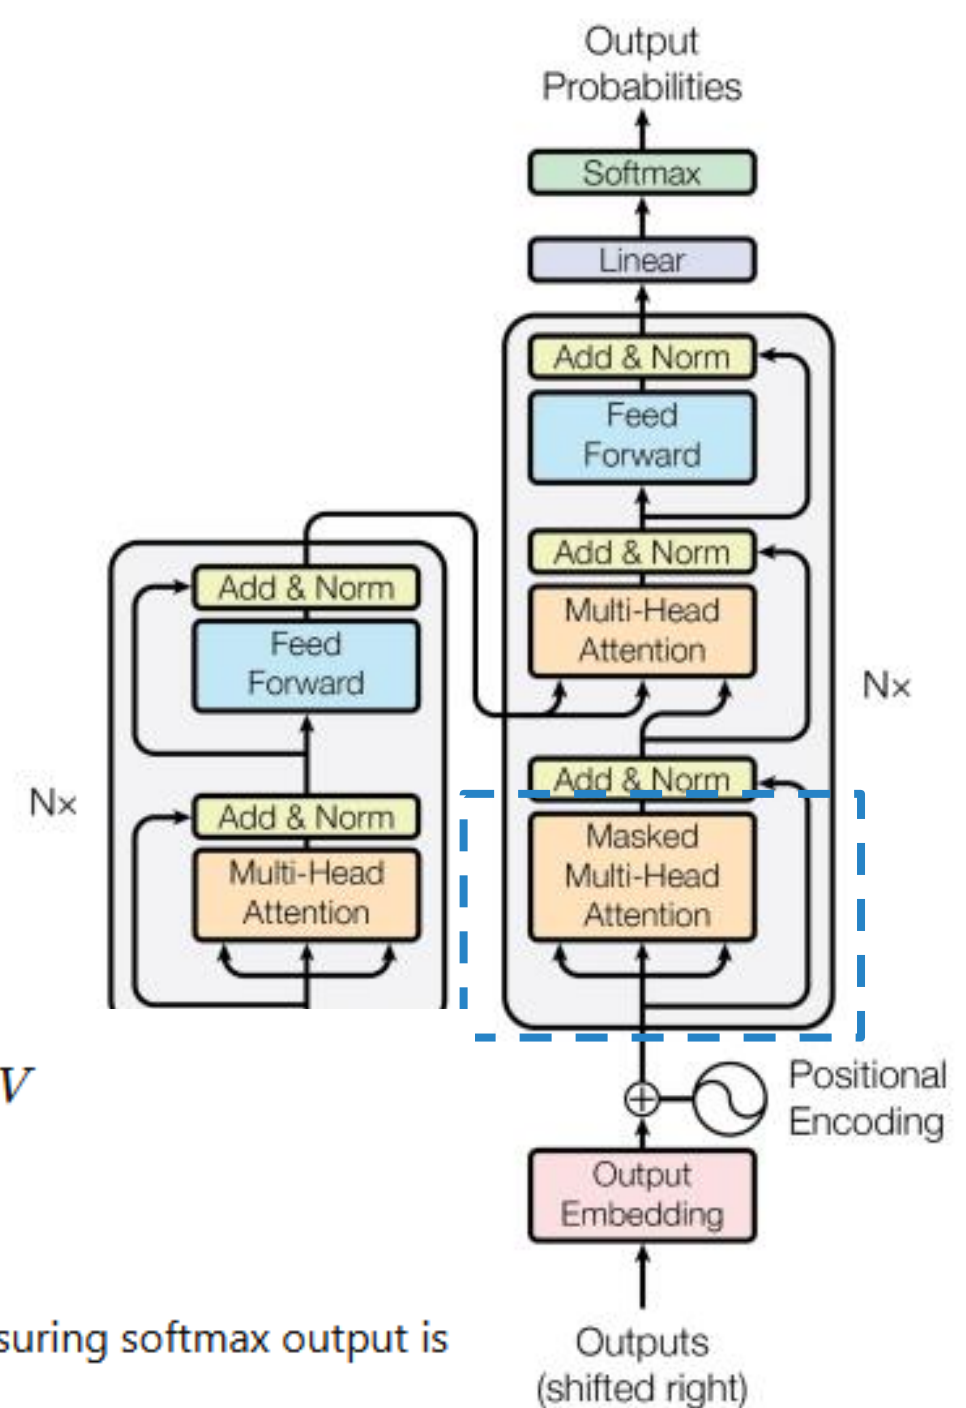 Output
Probabilities
Softmax
Linear
Add & Norm
Feed
Forward
Add & Norm
Multi-Head
Attention
Nx
Add & Norm
Masked
Multi-Head
Attention
Add & Norm
Feed
Forward
Nx
Add & Norm
Multi-Head
Attention
V
Positional
Encoding
Output
Embedding
suring softmax output is
Outputs
(shifted right)